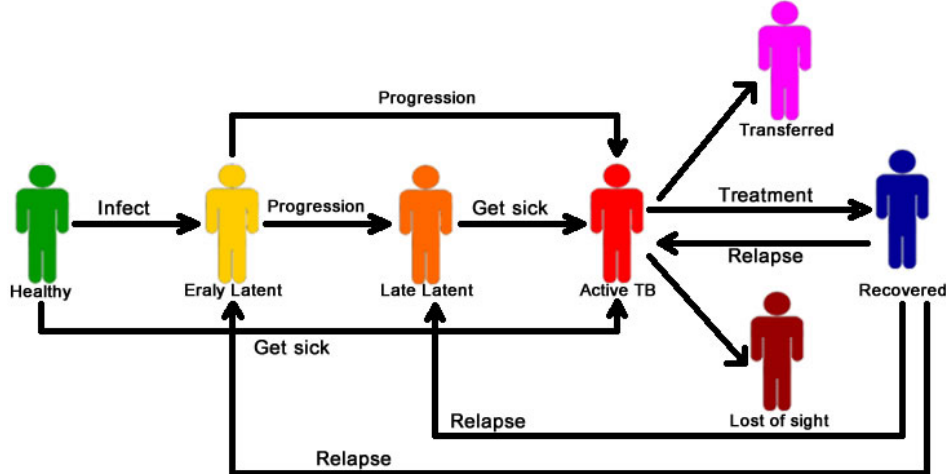 Progression
Transferred
Infect
Progression
Get sick
Treatment
Relapse
Healthy
Eraly Latent
Late Latent
Active TB
Recovered
Get sick
Relapse
Lost of sight
Relapse